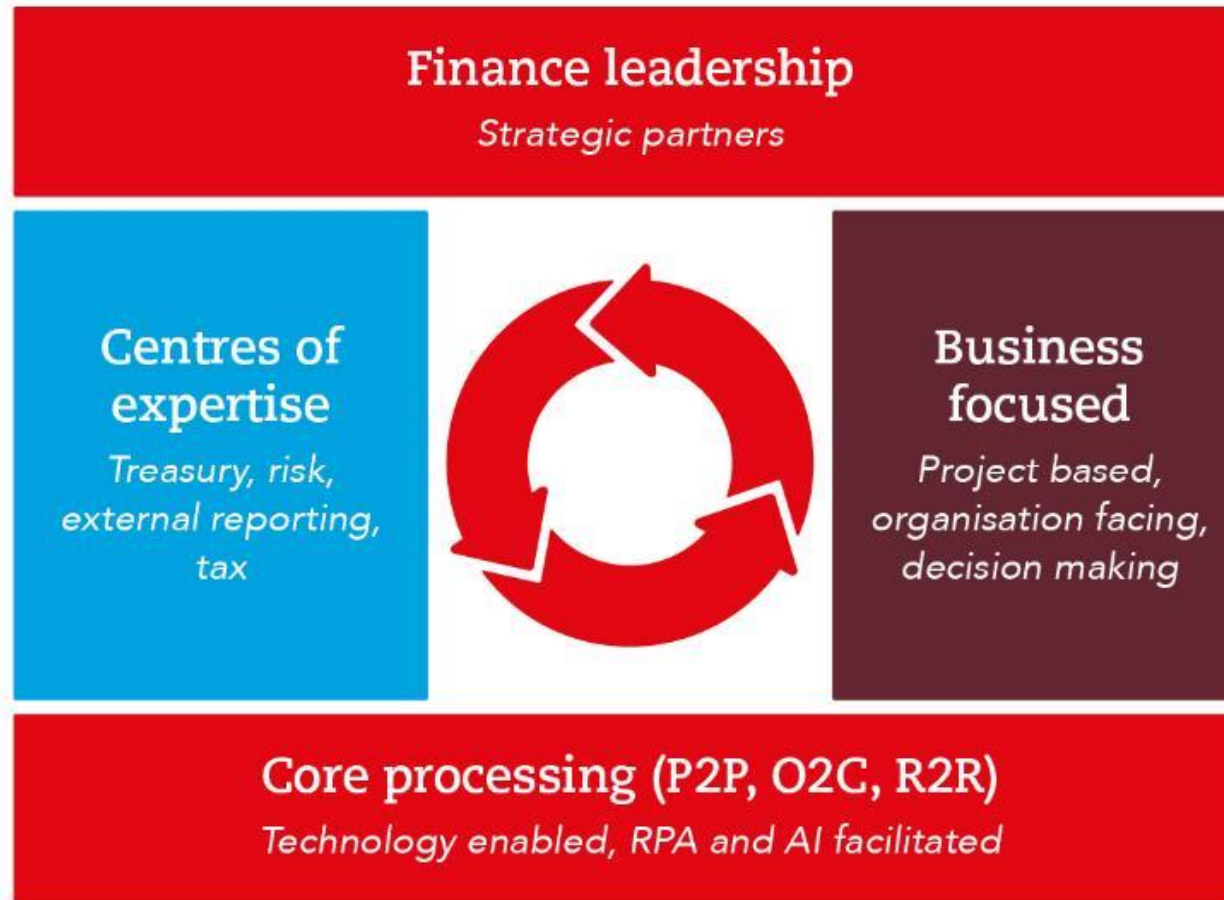 Finance leadership
Strategic partners
Centres of
expertise
Treasury, risk,
external reporting,
tax
Business
focused
Project based,
organisation facing,
decision making
Core processing (P2P, O2C, R2R)
Technology enabled, RPA and AI facilitated